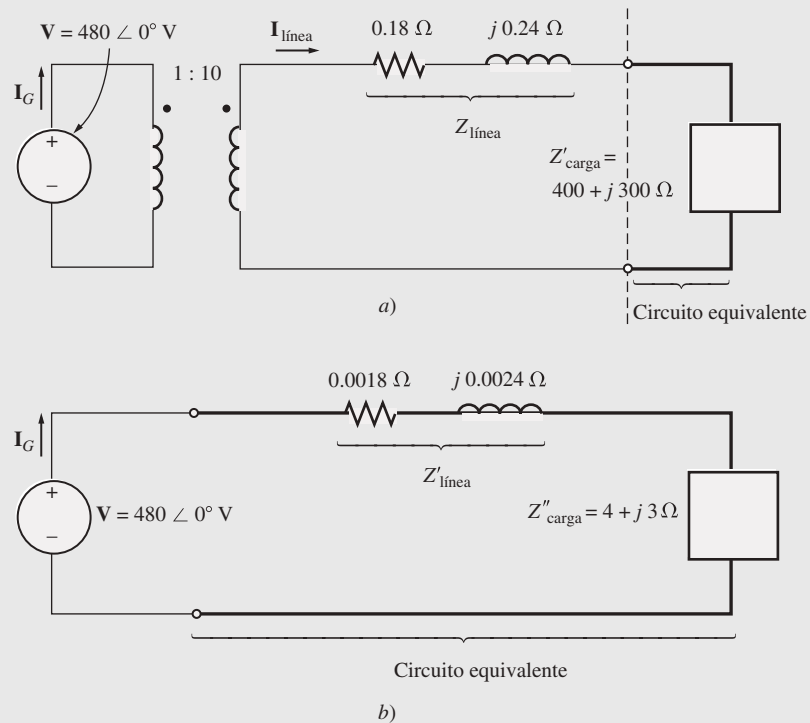 V = 480 ∠ 0° V
I_G
+
−
1 : 10
I_línea
0.18 Ω
j 0.24 Ω
Z_línea
Z′_carga =
400 + j 300 Ω
Circuito equivalente
a)
I_G
+
−
V = 480 ∠ 0° V
0.0018 Ω
j 0.0024 Ω
Z′_línea
Z″_carga = 4 + j 3 Ω
Circuito equivalente
b)